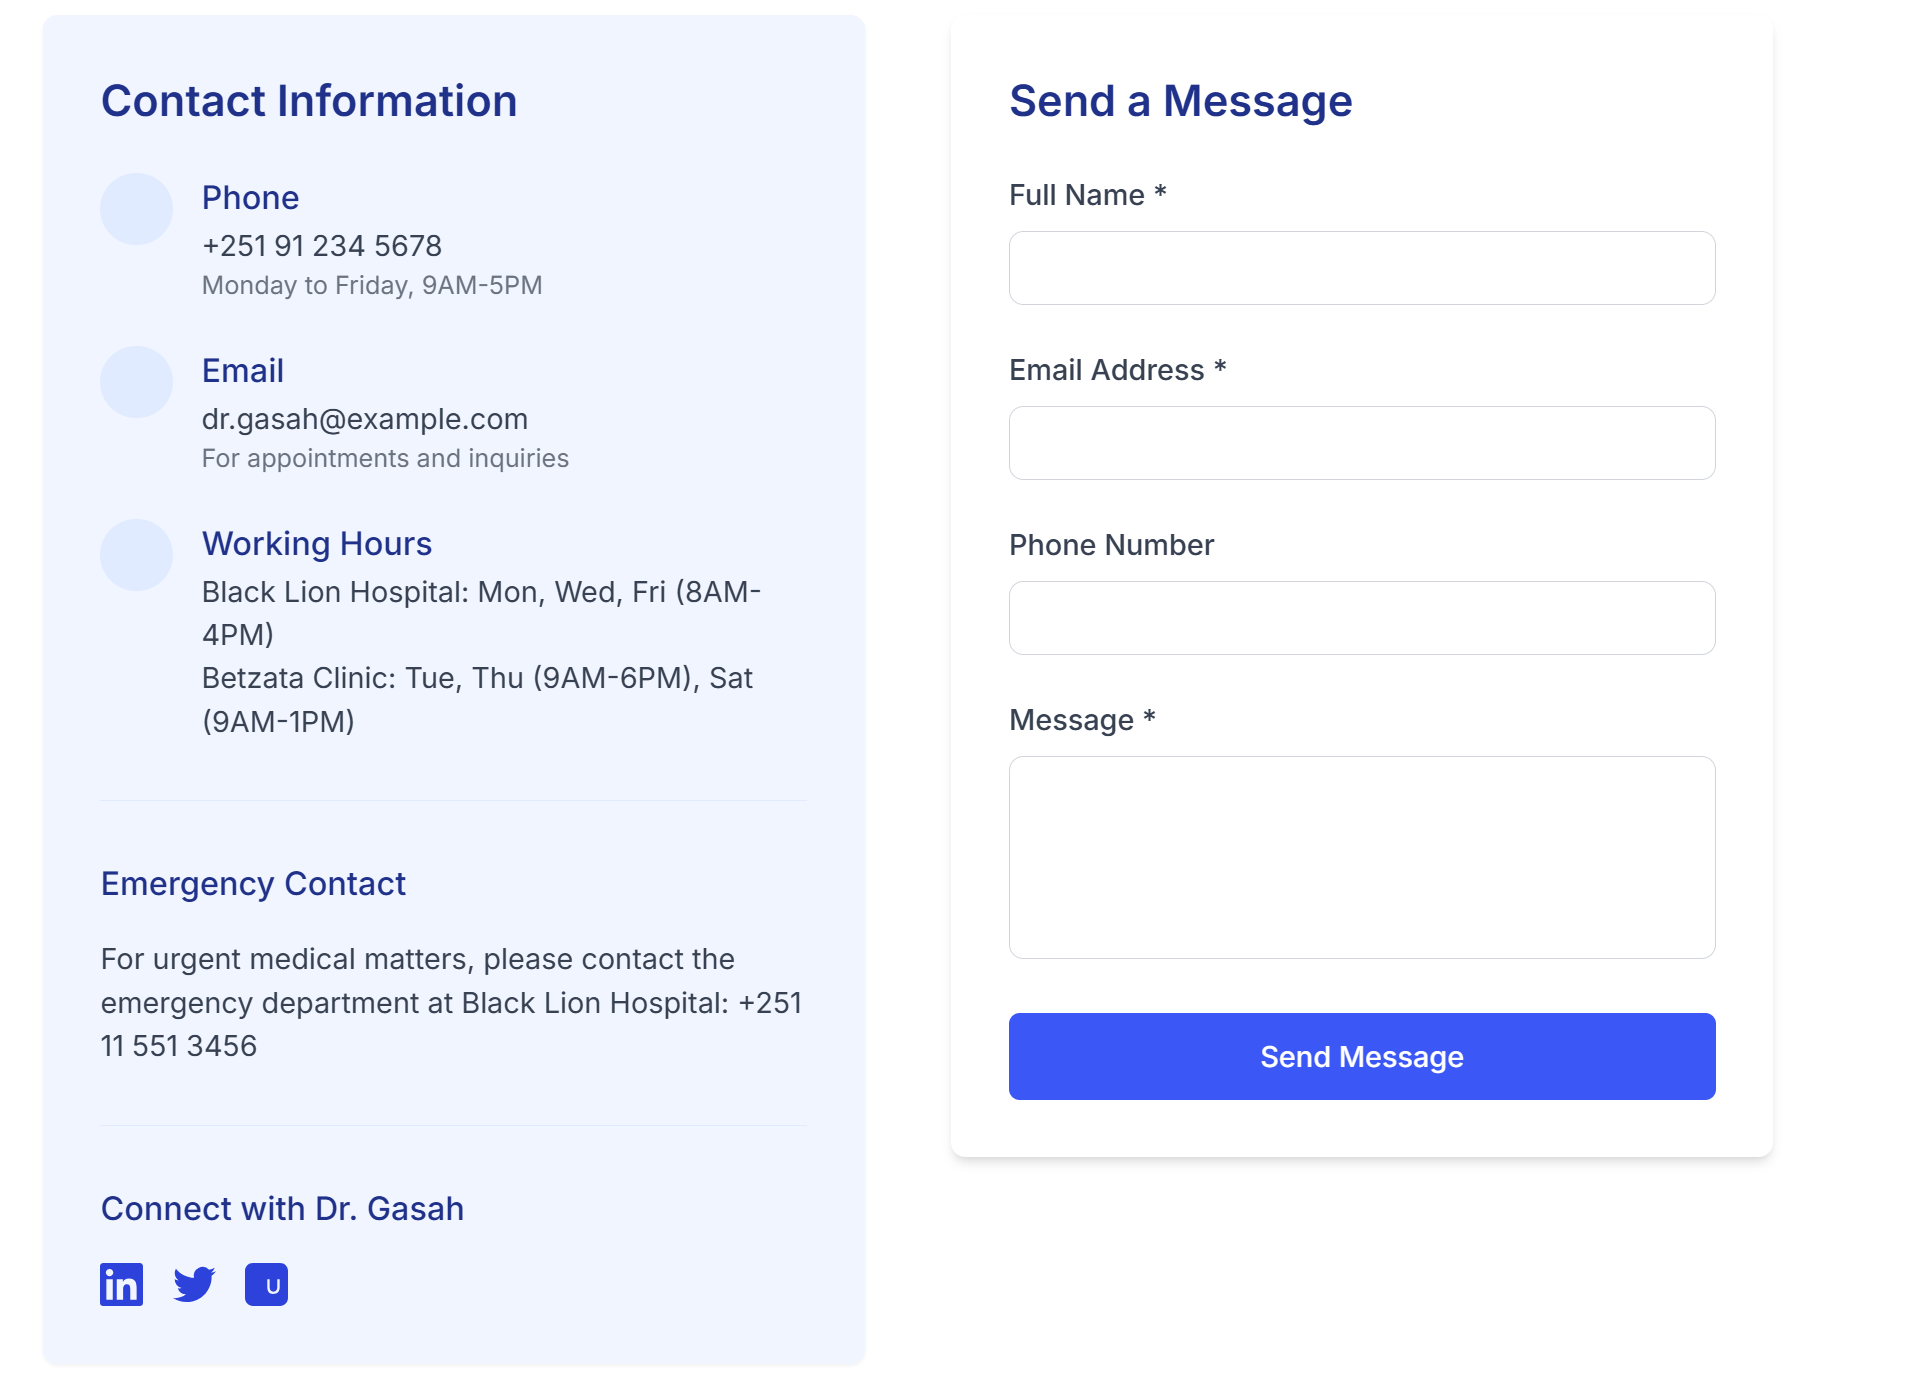 Contact Information
Phone
+251 91 234 5678
Monday to Friday, 9AM-5PM
Email
dr.gasah@example.com
For appointments and inquiries
Working Hours
Black Lion Hospital: Mon, Wed, Fri (8AM-
4PM)
Betzata Clinic: Tue, Thu (9AM-6PM), Sat
(9AM-1PM)
Emergency Contact
For urgent medical matters, please contact the
emergency department at Black Lion Hospital: +251
11 551 3456
Connect with Dr. Gasah
in
U
Send a Message
Full Name *
Email Address *
Phone Number
Message *
Send Message